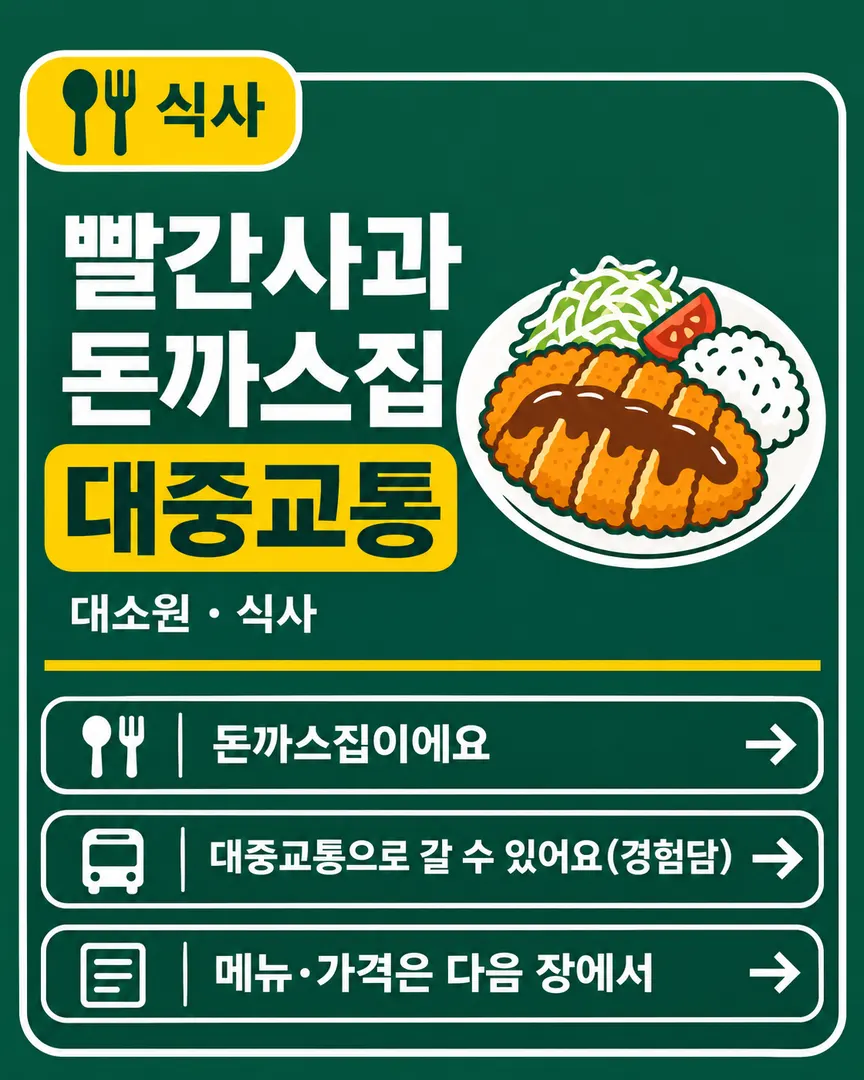 식사
빨간사과
돈까스집
대중교통
대소원 · 식사
돈까스집이에요
대중교통으로 갈 수 있어요(경험담)
메뉴·가격은 다음 장에서